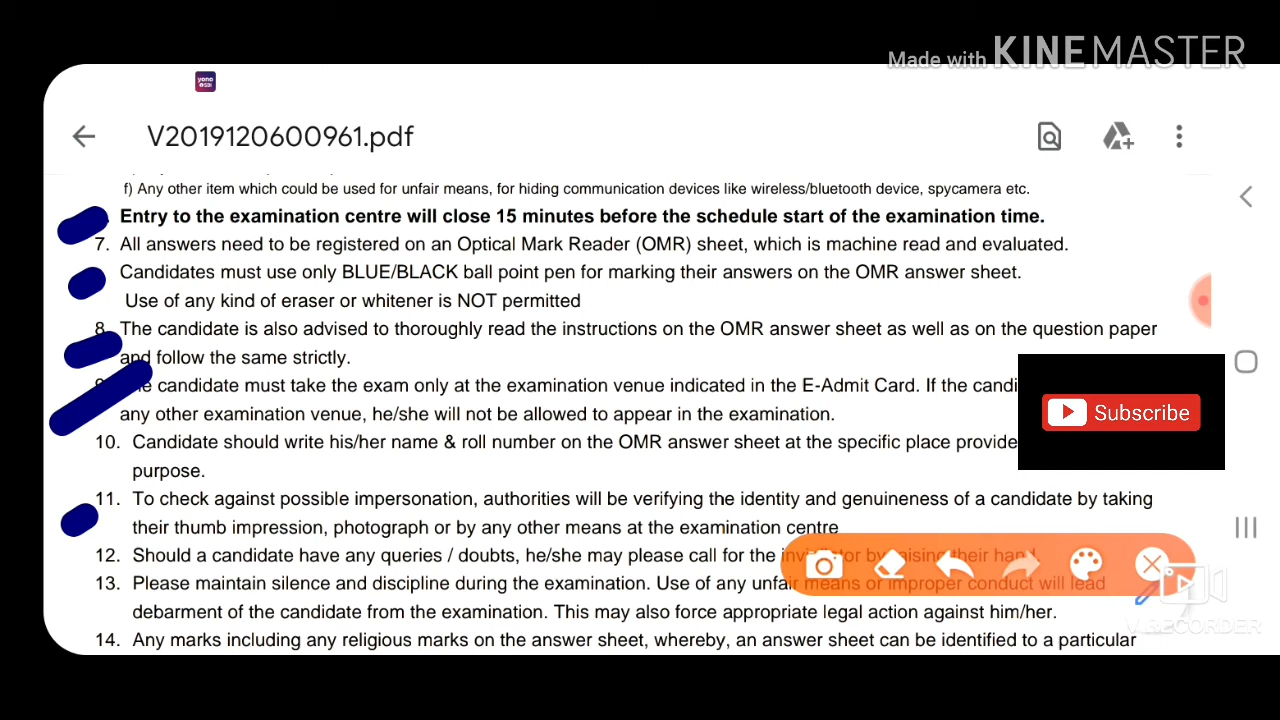 Made with KINEMASTER
yono
SBI
V2019120600961.pdf
f) Any other item which could be used for unfair means, for hiding communication devices like wireless/bluetooth device, spycamera etc.
Entry to the examination centre will close 15 minutes before the schedule start of the examination time.
7. All answers need to be registered on an Optical Mark Reader (OMR) sheet, which is machine read and evaluated.
Candidates must use only BLUE/BLACK ball point pen for marking their answers on the OMR answer sheet.
Use of any kind of eraser or whitener is NOT permitted
8. The candidate is also advised to thoroughly read the instructions on the OMR answer sheet as well as on the question paper
and follow the same strictly.
candidate must take the exam only at the examination venue indicated in the E-Admit Card. If the
any other examination venue, he/she will not be allowed to appear in the examination.
Subscribe
10. Candidate should write his/her name & roll number on the OMR answer sheet at the specific place
purpose.
11. To check against possible impersonation, authorities will be verifying the identity and genuineness of a candidate by taking
their thumb impression, photograph or by any other means at the examination centre
12. Should a candidate have any queries / doubts, he/she may please call for the by raising their hand.
13. Please maintain silence and discipline during the examination. Use of any unfair means or improper conduct will lead
debarment of the candidate from the examination. This may also force appropriate legal action against him/her.
V RECORDER
14. Any marks including any religious marks on the answer sheet, whereby, an answer sheet can be identified to a particular